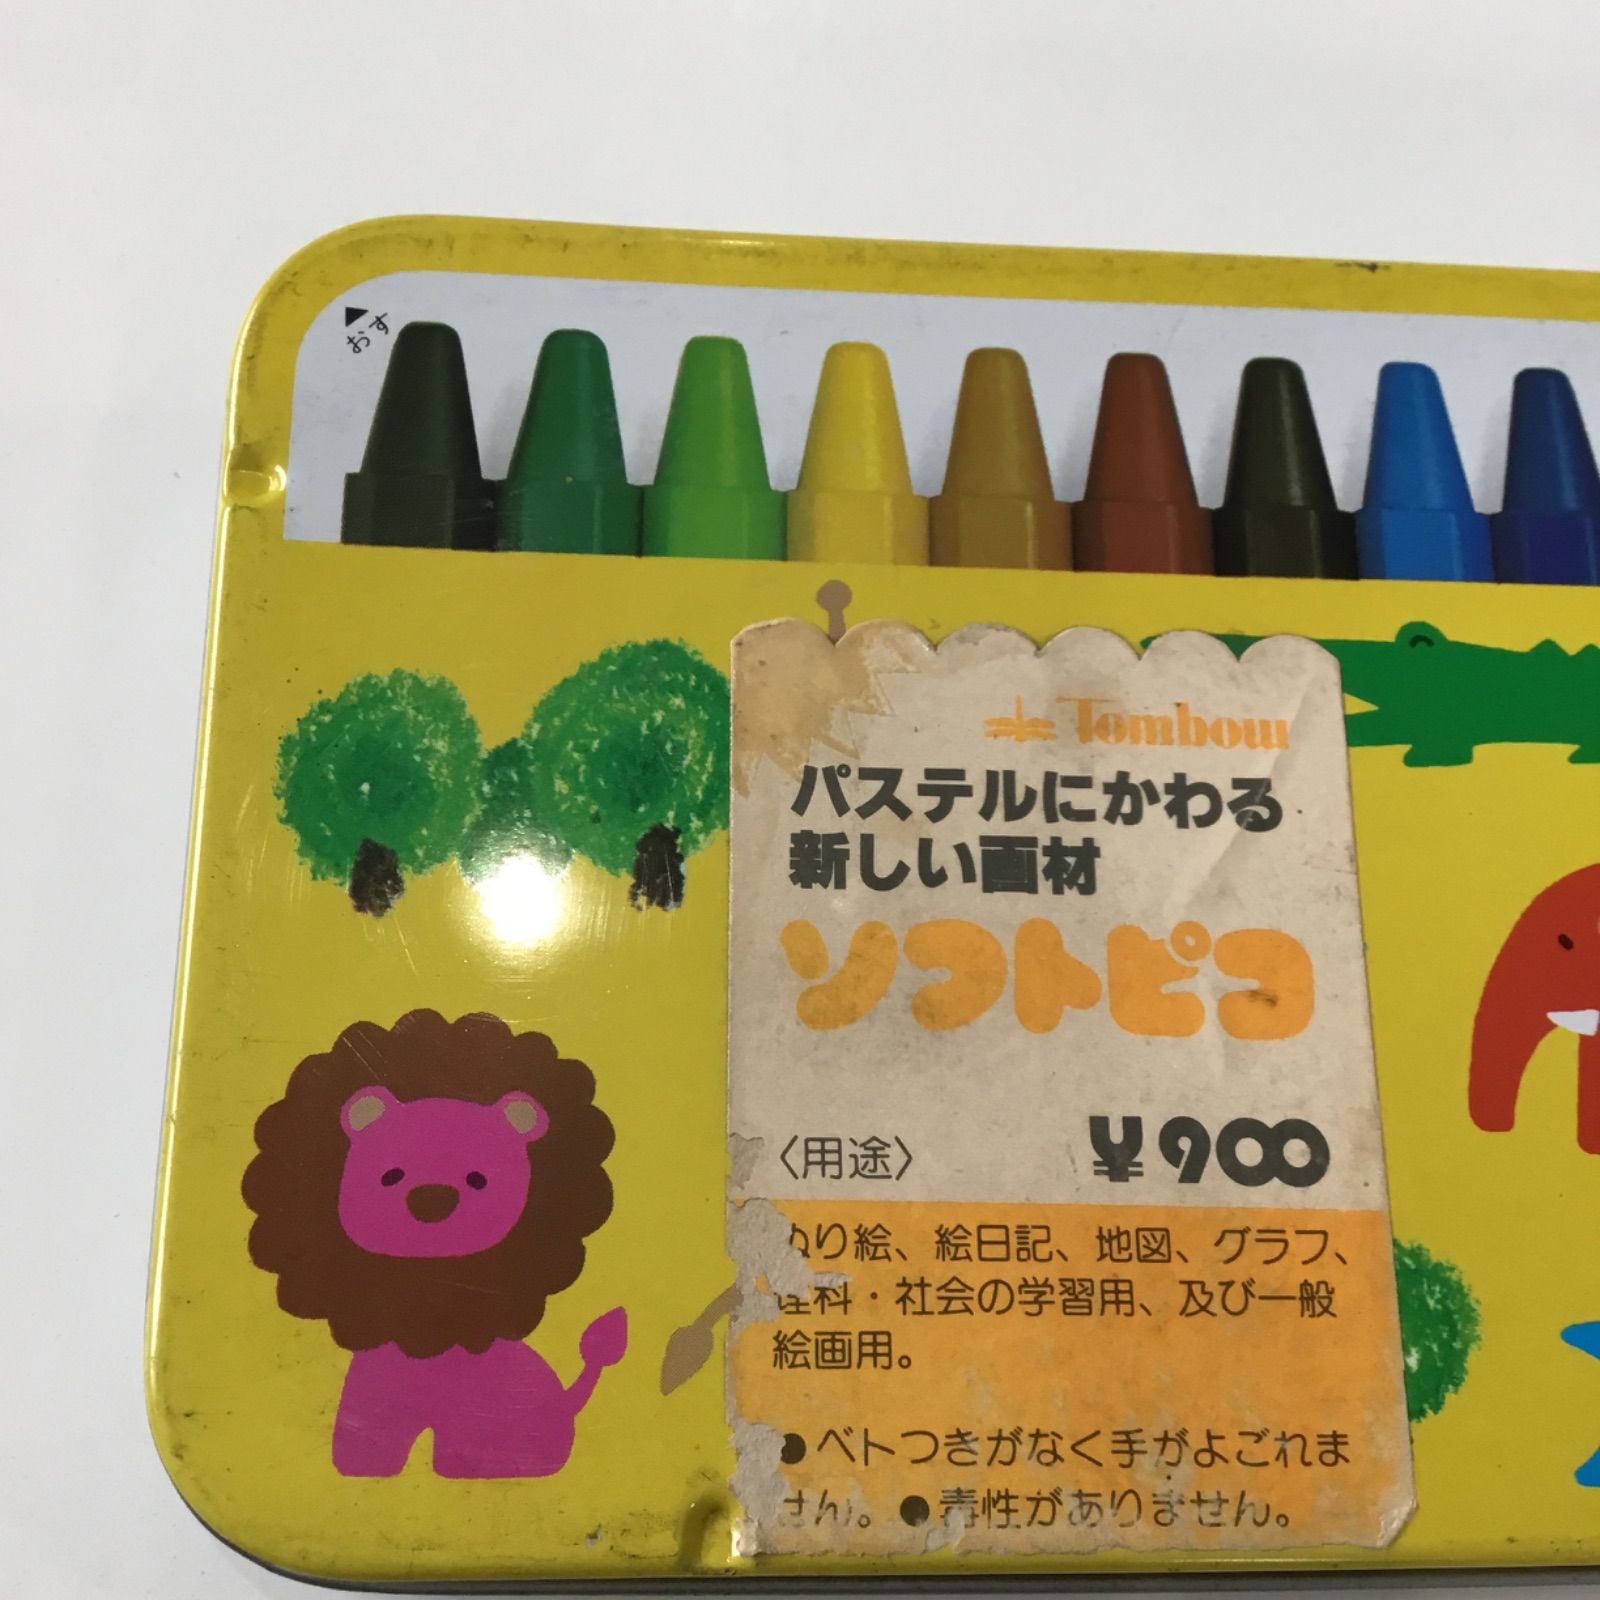 おす
Tombow
パステルにかわる
新しい画材
ソフトピコ
〈用途〉 ¥900
ぬり絵、絵日記、地図、グラフ、
理科・社会の学習用、及び一般
絵画用。
●ベトつきがなく手がよごれま
せん。●毒性がありません。